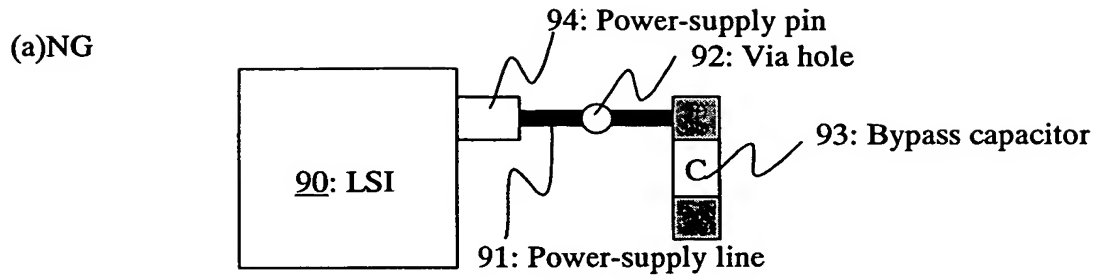 94: Power-supply pin
(a)NG
92: Via hole
93: Bypass capacitor
C
90: LSI
91: Power-supply line